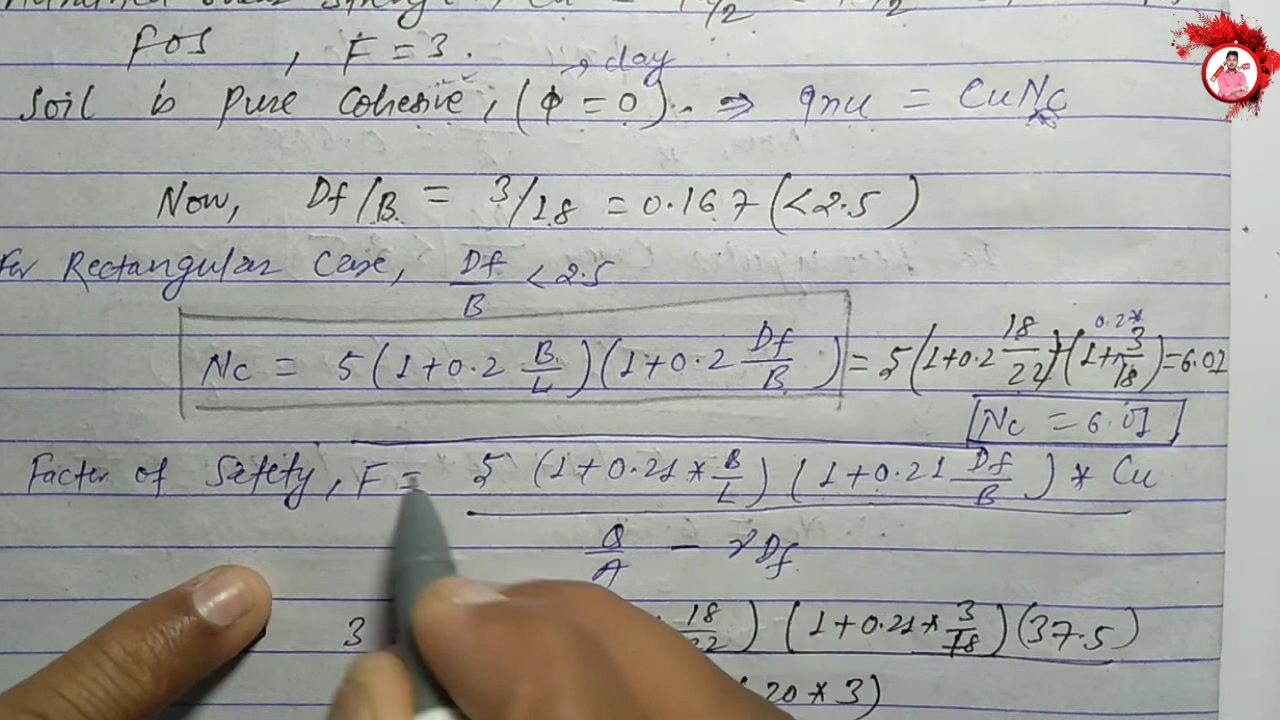 FOS , F = 3.
→ clay
Soil is pure cohesive, (φ = 0). ⇒ qnu = CuNc
Now, Df/B = 3/18 = 0.167 (<2.5)
For Rectangular case, Df/B < 2.5
Nc = 5(1+0.2 B/L)(1+0.2 Df/B) = 5(1+0.2 18/22)(1+0.2* 3/18) = 6.01
Nc = 6.01
Factor of Safety, F = 5 (1+0.21*B/L) (1+0.21 Df/B) * Cu
Q/A - γDf
3 18/22) (1+0.21*3/18)(37.5)
20*3)